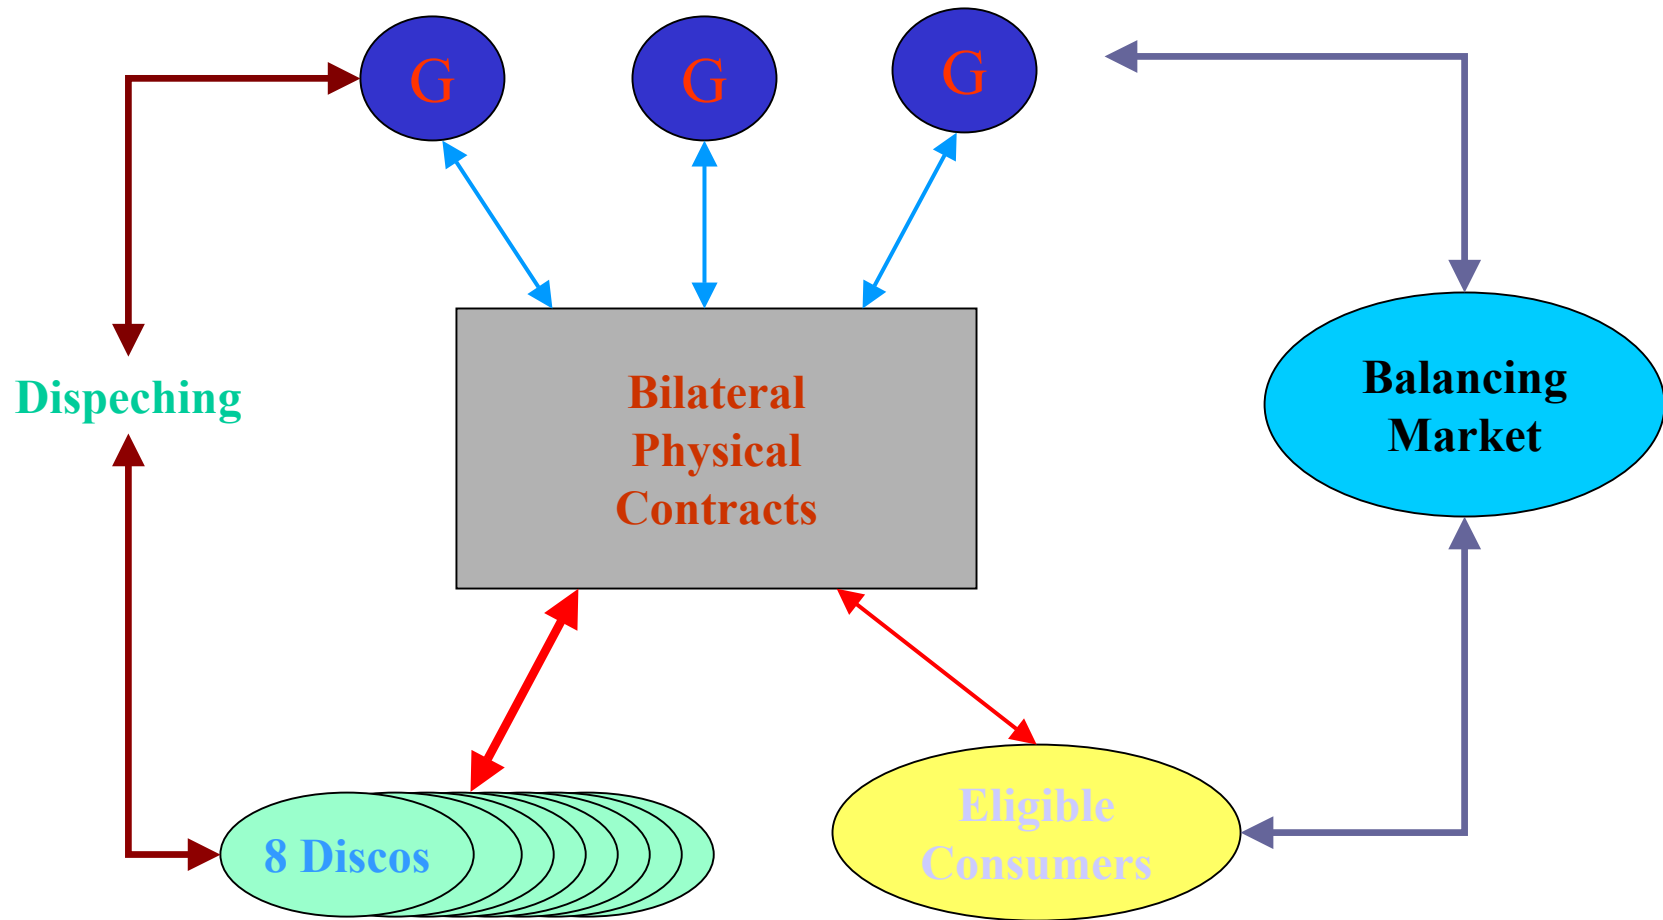 G
G
G
Dispeching
Bilateral
Physical
Contracts
Balancing
Market
8 Discos
Eligible
Consumers